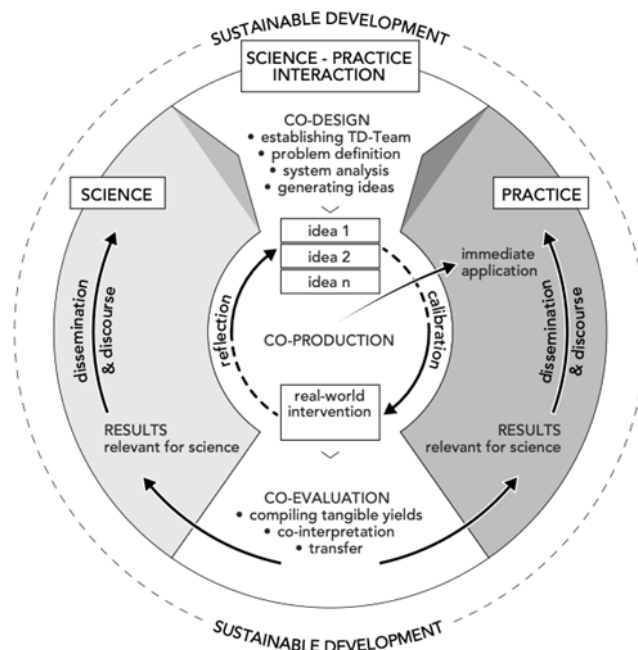 SUSTAINABLE DEVELOPMENT
SCIENCE - PRACTICE
INTERACTION
CO-DESIGN
• establishing TD-Team
• problem definition
• system analysis
• generating ideas
SCIENCE
PRACTICE
idea 1
idea 2
idea n
immediate
application
dissemination
& discourse
reflection
CO-PRODUCTION
calibration
dissemination
& discourse
real-world
intervention
RESULTS
relevant for science
RESULTS
relevant for science
CO-EVALUATION
• compiling tangible yields
• co-interpretation
• transfer
SUSTAINABLE DEVELOPMENT